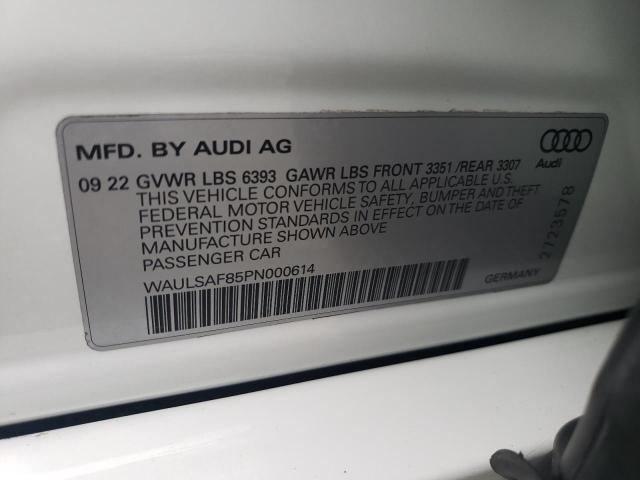 MFD. BY AUDI AG
Audi
09 22 GVWR LBS 6393 GAWR LBS FRONT 3351 /REAR 3307
THIS VEHICLE CONFORMS TO ALL APPLICABLE U.S.
FEDERAL MOTOR VEHICLE SAFETY, BUMPER AND THEFT
PREVENTION STANDARDS IN EFFECT ON THE DATE OF
MANUFACTURE SHOWN ABOVE
PASSENGER CAR
WAULSAF85PN000614
GERMANY
2723578